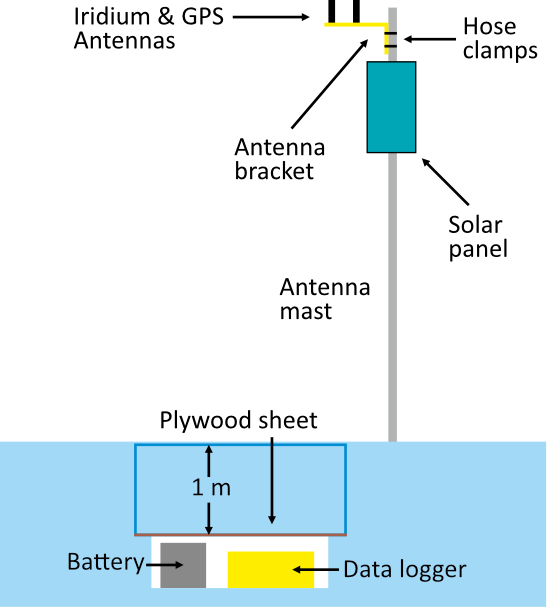 Iridium & GPS
Antennas
Hose
clamps
Antenna
bracket
Solar
panel
Antenna
mast
Plywood sheet
1 m
Battery
Data logger